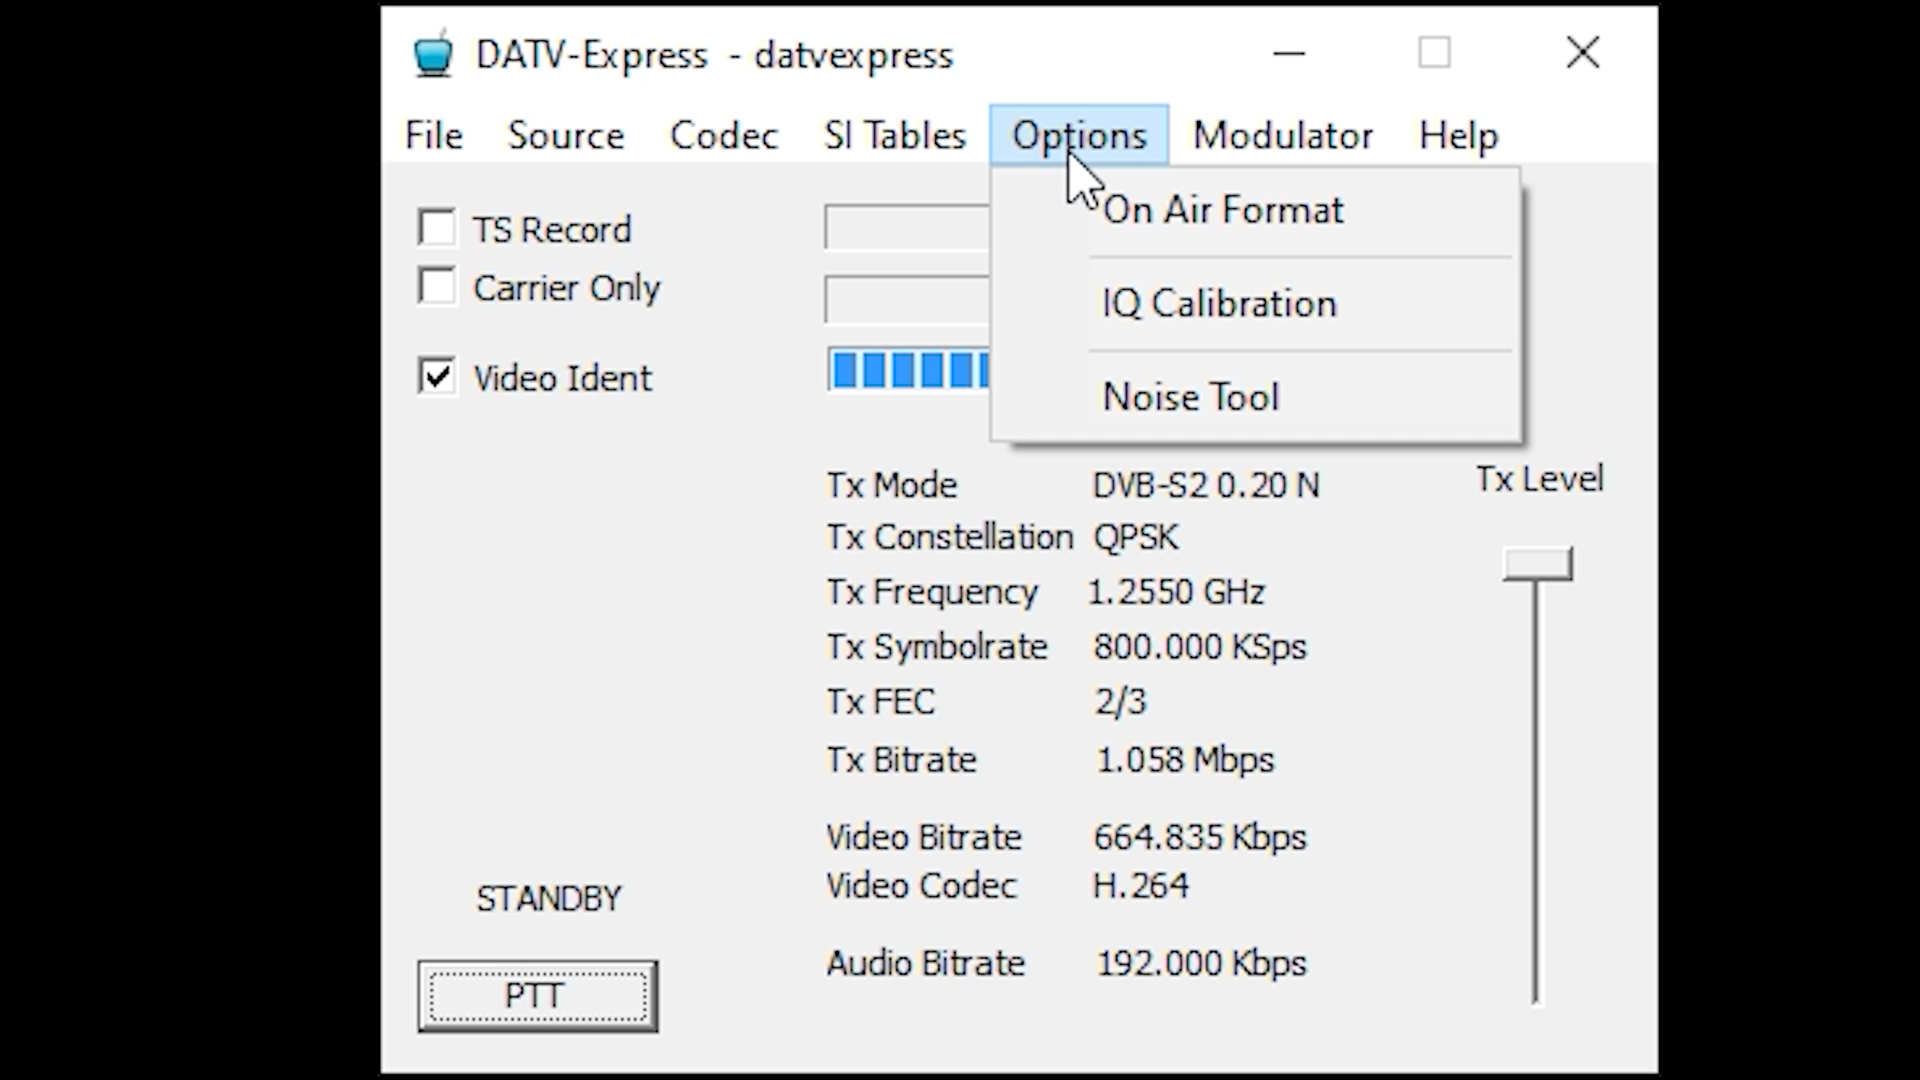 DATV-Express - datvexpress
File Source Codec SI Tables Options Modulator Help
TS Record
Carrier Only
Video Ident
On Air Format
IQ Calibration
Noise Tool
Tx Mode DVB-S2 0.20 N
Tx Constellation QPSK
Tx Frequency 1.2550 GHz
Tx Symbolrate 800.000 KSps
Tx FEC 2/3
Tx Bitrate 1.058 Mbps
Video Bitrate 664.835 Kbps
Video Codec H.264
Audio Bitrate 192.000 Kbps
Tx Level
STANDBY
PTT